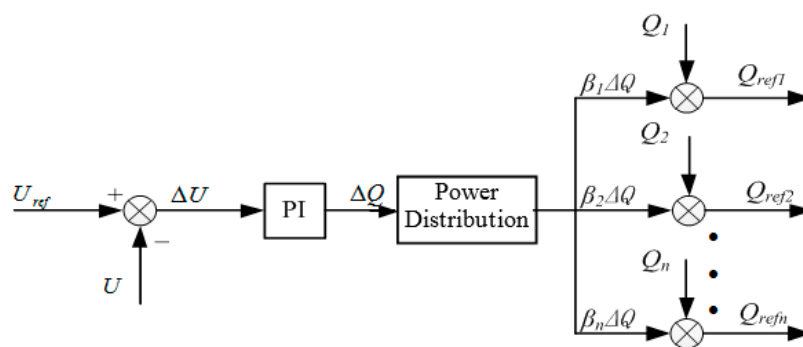 Q1
β1ΔQ
Qref1
Q2
Uref
+
ΔU
PI
ΔQ
Power
Distribution
β2ΔQ
Qref2
−
U
Qn
βnΔQ
Qrefn